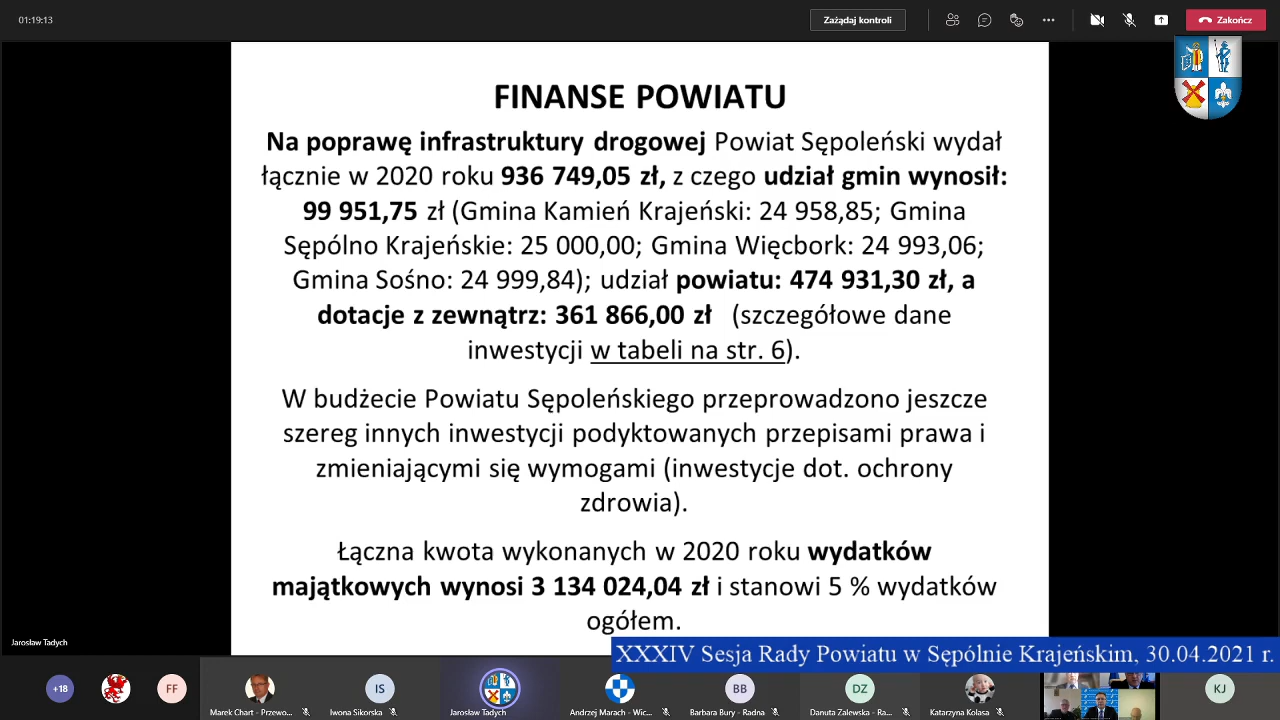 01:19:13
Zażądaj kontroli
Zakończ
FINANSE POWIATU
Na poprawę infrastruktury drogowej Powiat Sępoleński wydał
łącznie w 2020 roku 936 749,05 zł, z czego udział gmin wynosił:
99 951,75 zł (Gmina Kamień Krajeński: 24 958,85; Gmina
Sępólno Krajeńskie: 25 000,00; Gmina Więcbork: 24 993,06;
Gmina Sośno: 24 999,84); udział powiatu: 474 931,30 zł, a
dotacje z zewnątrz: 361 866,00 zł (szczegółowe dane
inwestycji w tabeli na str. 6).
W budżecie Powiatu Sępoleńskiego przeprowadzono jeszcze
szereg innych inwestycji podyktowanych przepisami prawa i
zmieniającymi się wymogami (inwestycje dot. ochrony
zdrowia).
Łączna kwota wykonanych w 2020 roku wydatków
majątkowych wynosi 3 134 024,04 zł i stanowi 5 % wydatków
ogółem.
Jarosław Tadych
XXXIV Sesja Rady Powiatu w Sępólnie Krajeńskim, 30.04.2021 r.
+18
FF
IS
BB
DZ
KJ
Marek Chart - Przewo...
Iwona Sikorska
Jarosław Tadych
Andrzej Marach - Wic...
Barbara Bury - Radna
Danuta Zalewska - Ra...
Katarzyna Kolasa